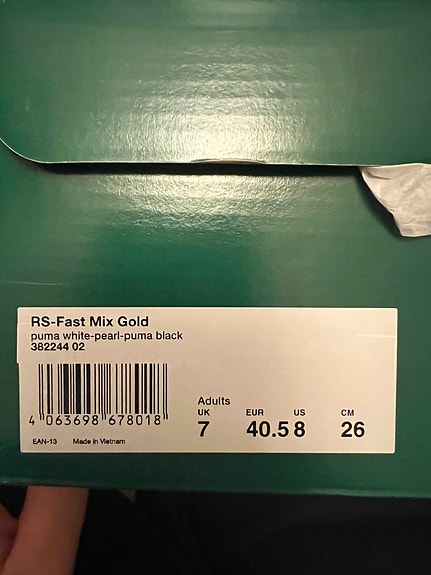 RS-Fast Mix Gold
puma white-pearl-puma black
382244 02
4 063698 678018
EAN-13 Made in Vietnam
Adults
UK EUR US CM
7 40.5 8 26